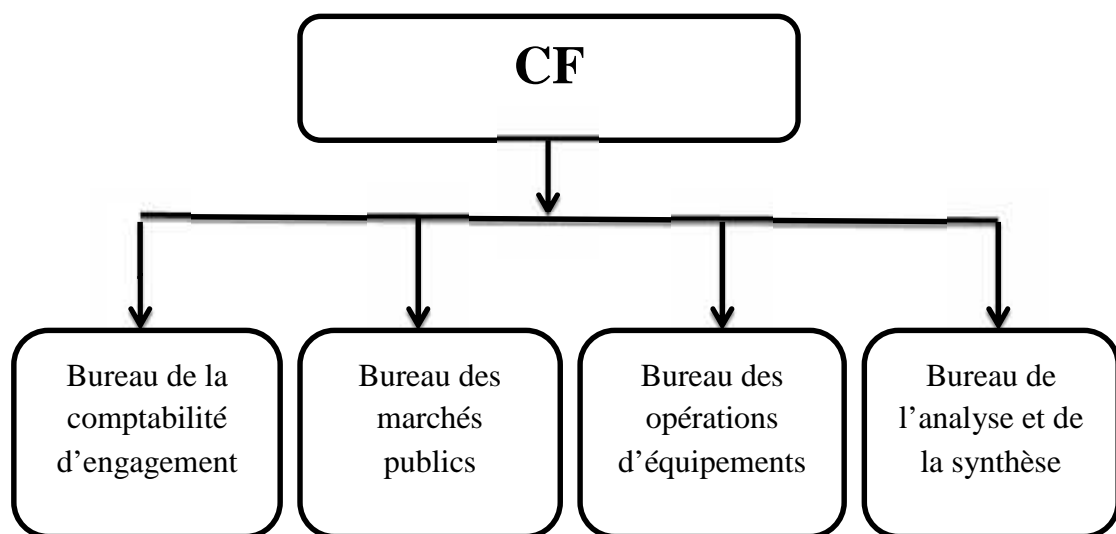 CF
Bureau de la
comptabilité
d’engagement
Bureau des
marchés
publics
Bureau des
opérations
d’équipements
Bureau de
l’analyse et de
la synthèse